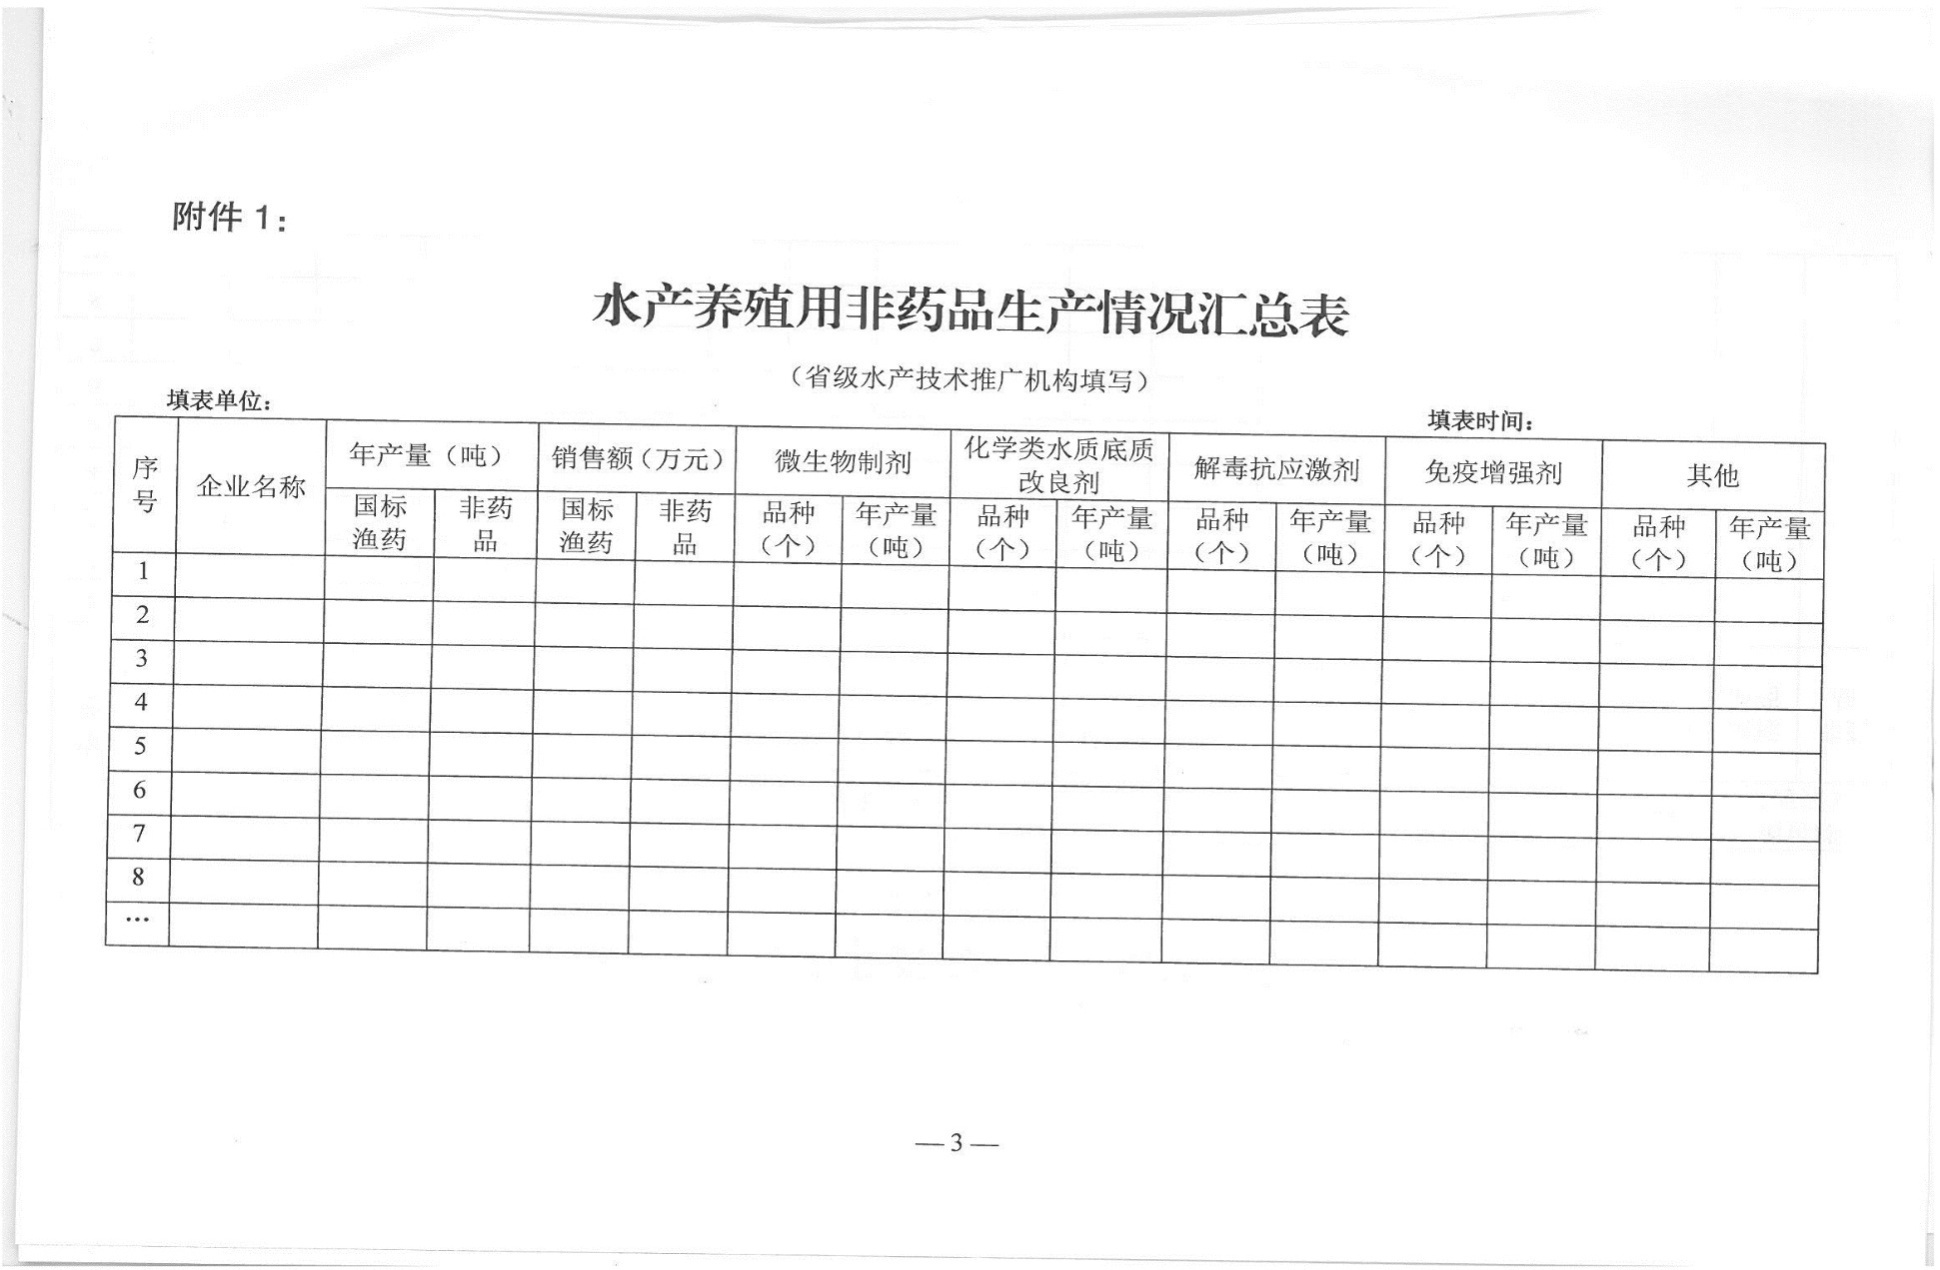 附件 1：
水产养殖用非药品生产情况汇总表
（省级水产技术推广机构填写）
填表单位：
填表时间：
序号 企业名称 年产量（吨） 销售额（万元） 微生物制剂 化学类水质底质改良剂 解毒抗应激剂 免疫增强剂 其他
国标渔药 非药品 国标渔药 非药品 品种（个） 年产量（吨） 品种（个） 年产量（吨） 品种（个） 年产量（吨） 品种（个） 年产量（吨） 品种（个） 年产量（吨）
1
2
3
4
5
6
7
8
…
— 3 —